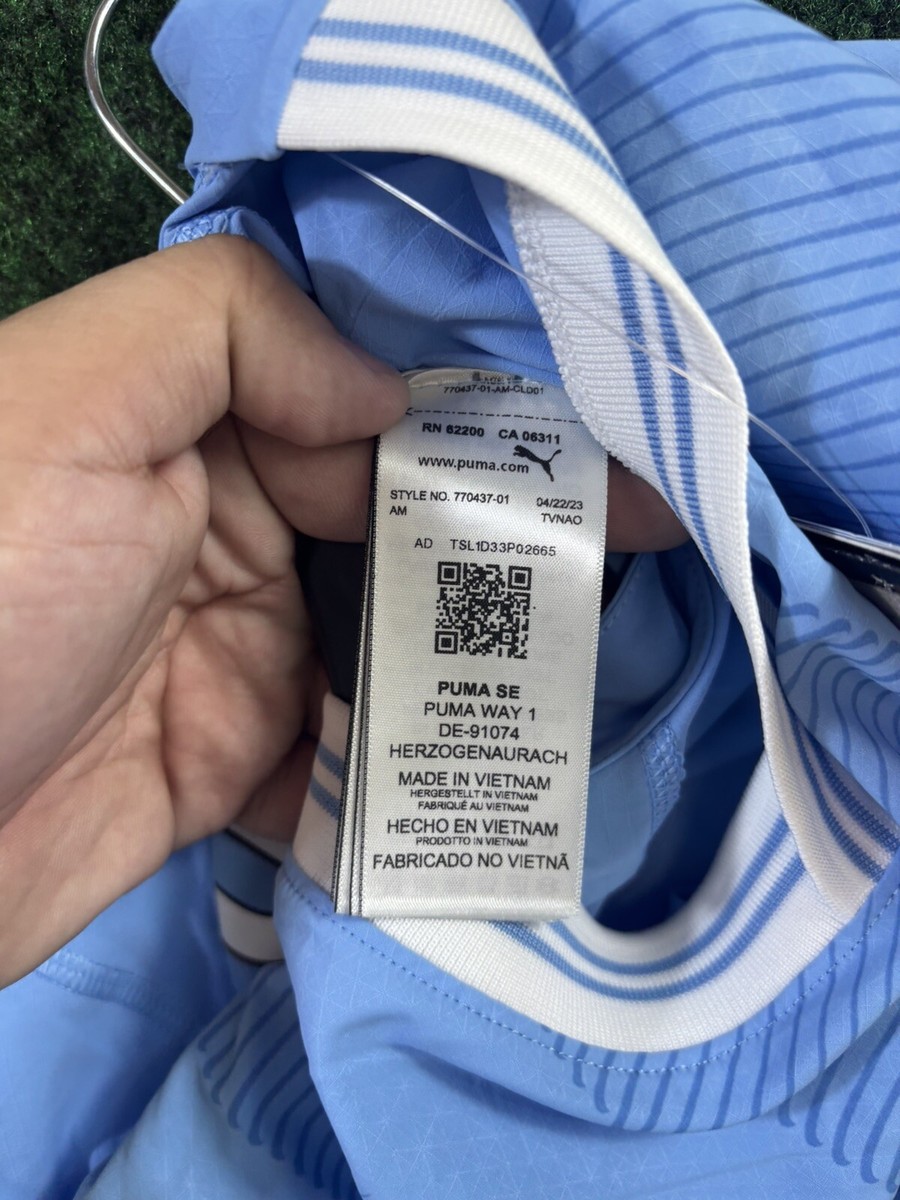 770437-01-AM-CLD01
RN 62200 CA 06311
www.puma.com
STYLE NO. 770437-01 04/22/23
AM TVNAO
AD TSL1D33P02665
PUMA SE
PUMA WAY 1
DE-91074
HERZOGENAURACH
MADE IN VIETNAM
HERGESTELLT IN VIETNAM
FABRIQUÉ AU VIETNAM
HECHO EN VIETNAM
PRODOTTO IN VIETNAM
FABRICADO NO VIETNÃ